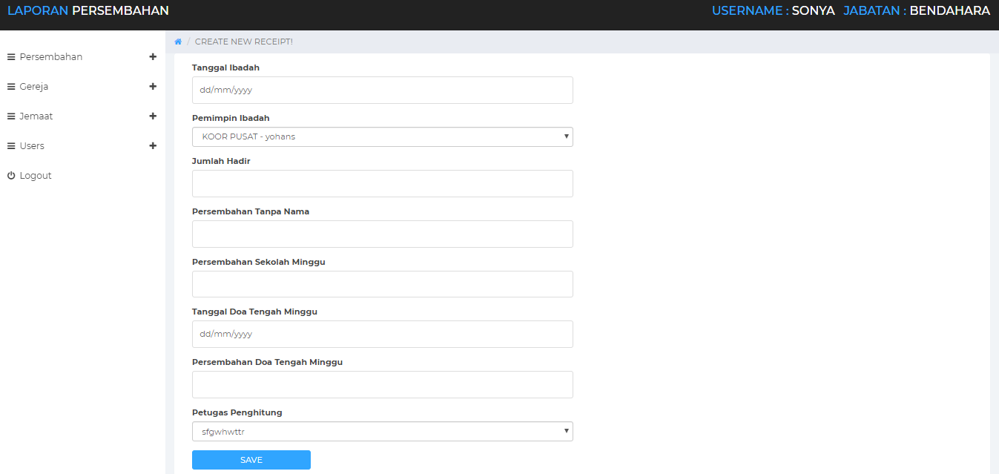 LAPORAN PERSEMBAHAN
USERNAME : SONYA JABATAN : BENDAHARA
Persembahan
Gereja
Jemaat
Users
Logout
/ CREATE NEW RECEIPT!
Tanggal Ibadah
dd/mm/yyyy
Pemimpin Ibadah
KOOR PUSAT - yohans
Jumlah Hadir
Persembahan Tanpa Nama
Persembahan Sekolah Minggu
Tanggal Doa Tengah Minggu
dd/mm/yyyy
Persembahan Doa Tengah Minggu
Petugas Penghitung
sfgwhwttr
SAVE